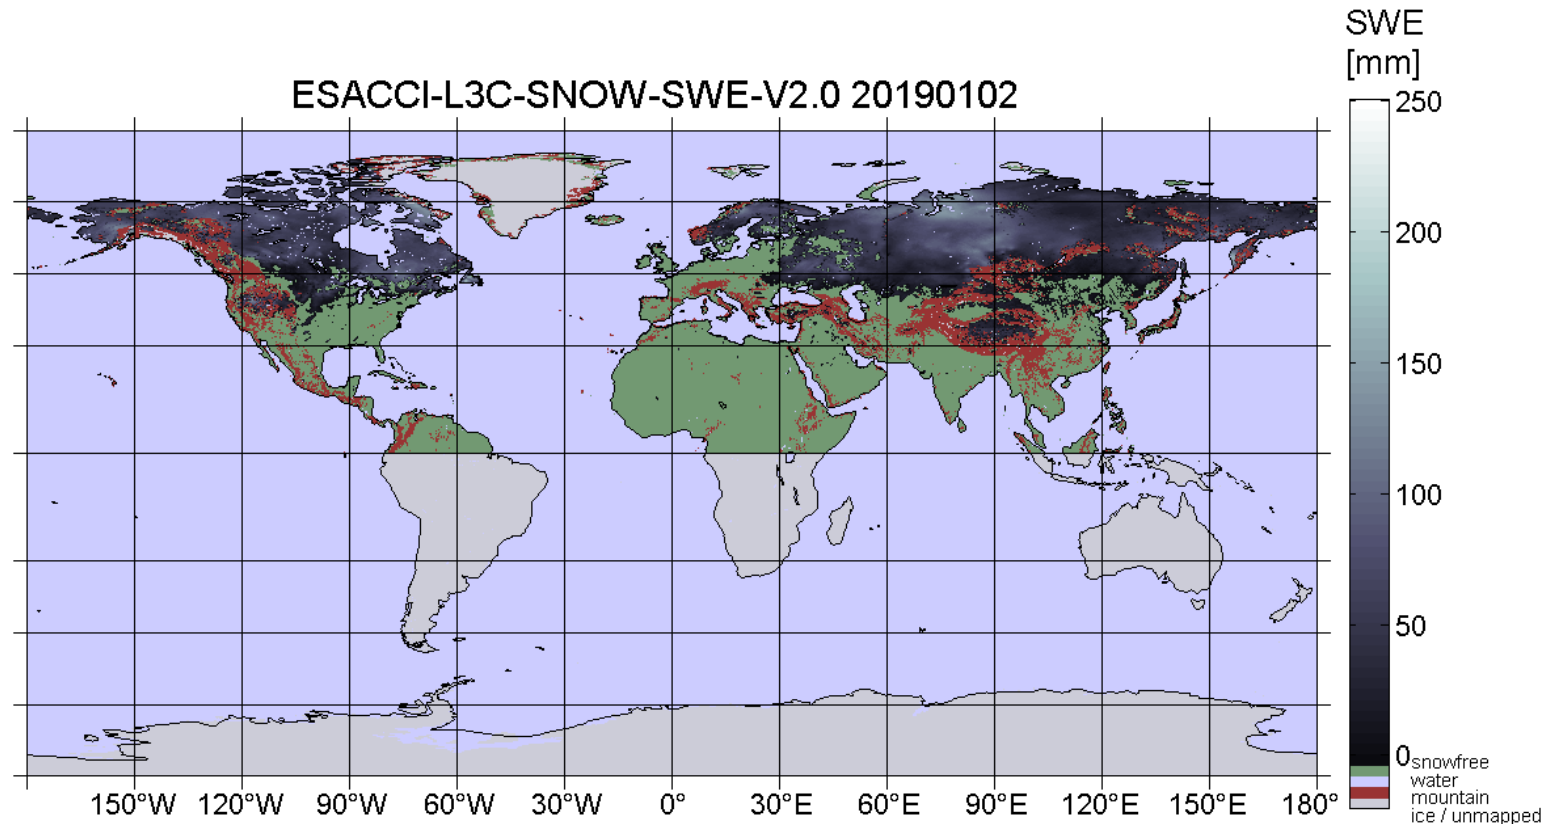 SWE
[mm]
ESACCI-L3C-SNOW-SWE-V2.0 20190102
250
200
150
100
50
0
snowfree
water
mountain
ice / unmapped
150°W 120°W 90°W 60°W 30°W 0° 30°E 60°E 90°E 120°E 150°E 180°